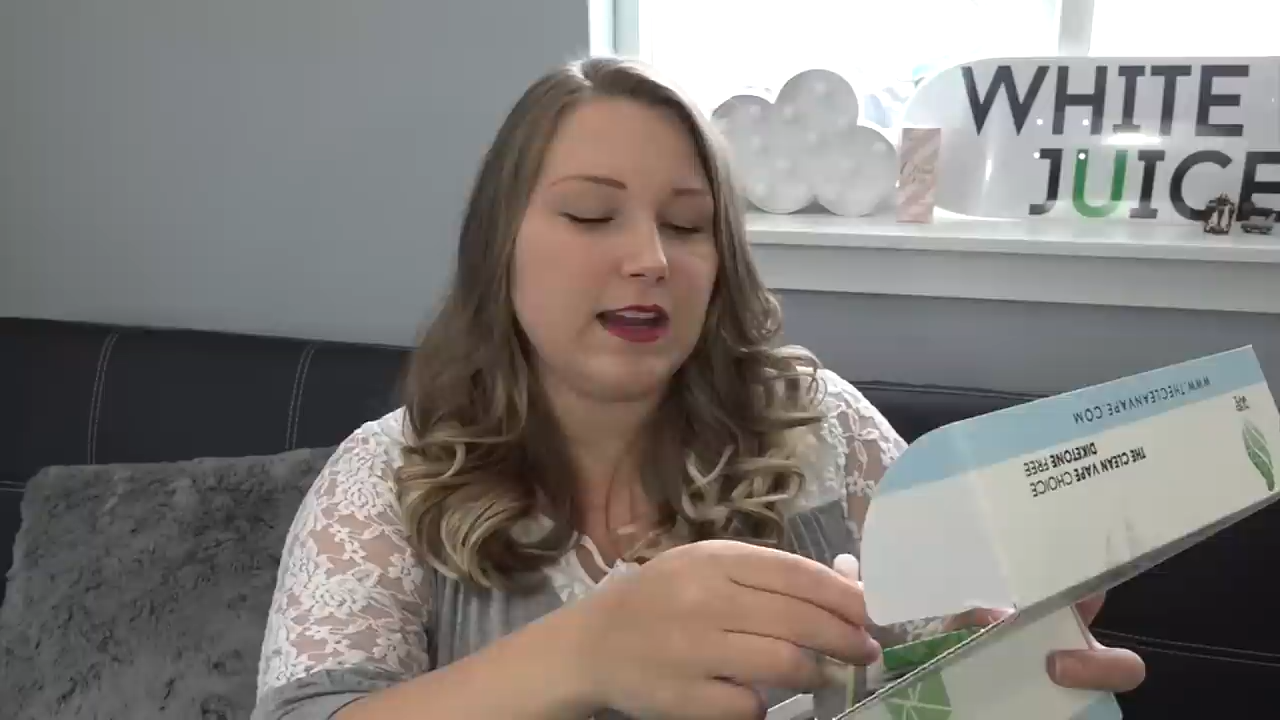 WHITE
JUICE
WWW.THECLEANVAPE.COM
THE CLEAN VAPE CHOICE
DIKETONE FREE